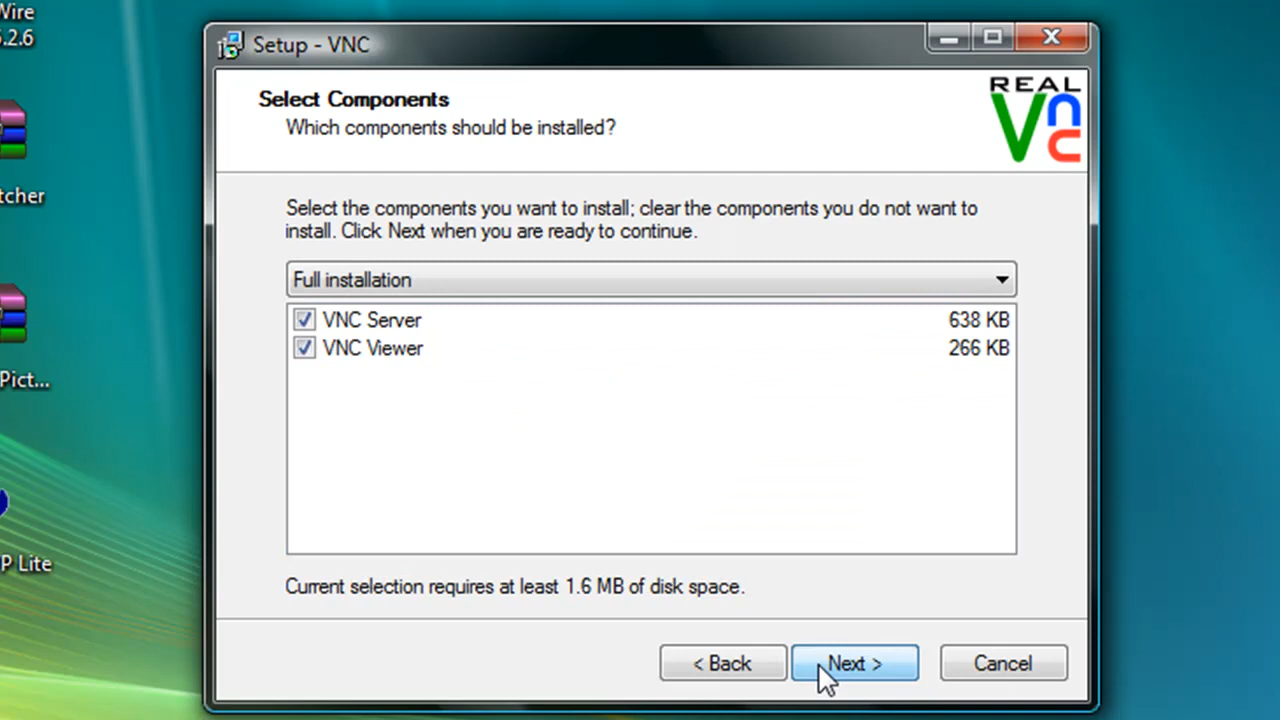 Wire
5.2.6
tcher
Pict...
P Lite
Setup - VNC
Select Components
Which components should be installed?
REAL
vnc
Select the components you want to install; clear the components you do not want to
install. Click Next when you are ready to continue.
Full installation
VNC Server 638 KB
VNC Viewer 266 KB
Current selection requires at least 1.6 MB of disk space.
< Back Next > Cancel